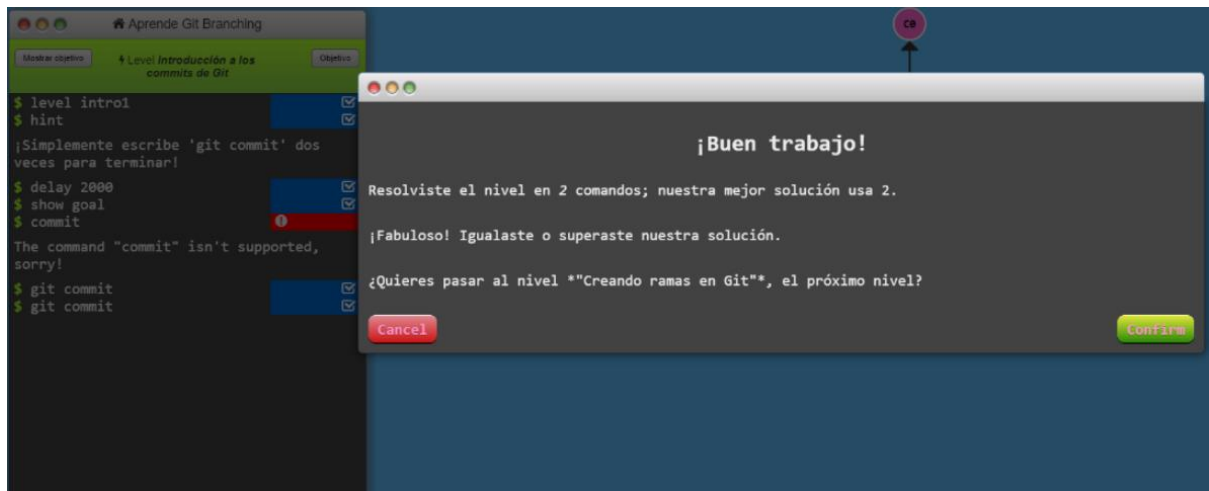 Aprende Git Branching
Mostrar objetivo
Level Introducción a los
commits de Git
Objetivo
$ level intro1
$ hint
¡Simplemente escribe 'git commit' dos
veces para terminar!
$ delay 2000
$ show goal
$ commit
The command "commit" isn't supported,
sorry!
$ git commit
$ git commit
c0
¡Buen trabajo!
Resolviste el nivel en 2 comandos; nuestra mejor solución usa 2.
¡Fabuloso! Igualaste o superaste nuestra solución.
¿Quieres pasar al nivel *"Creando ramas en Git"*, el próximo nivel?
Cancel
Confirm